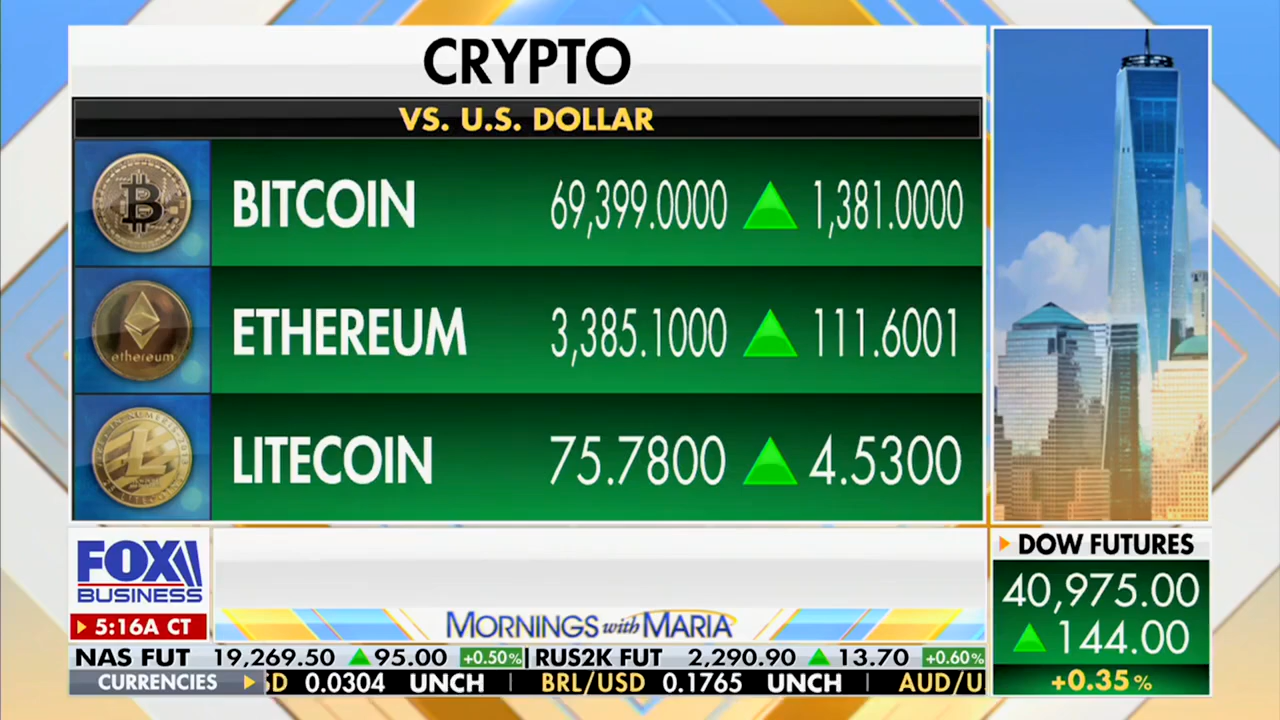 CRYPTO
VS. U.S. DOLLAR
BITCOIN 69,399.0000 ▲ 1,381.0000
ethereum
ETHEREUM 3,385.1000 ▲ 111.6001
LITECOIN 75.7800 ▲ 4.5300
FOX
BUSINESS
5:16A CT
MORNINGS with MARIA
DOW FUTURES
40,975.00
▲ 144.00
+0.35%
NAS FUT 19,269.50 ▲ 95.00 +0.50% | RUS2K FUT 2,290.90 ▲ 13.70 +0.60%
CURRENCIES SD 0.0304 UNCH | BRL/USD 0.1765 UNCH | AUD/U